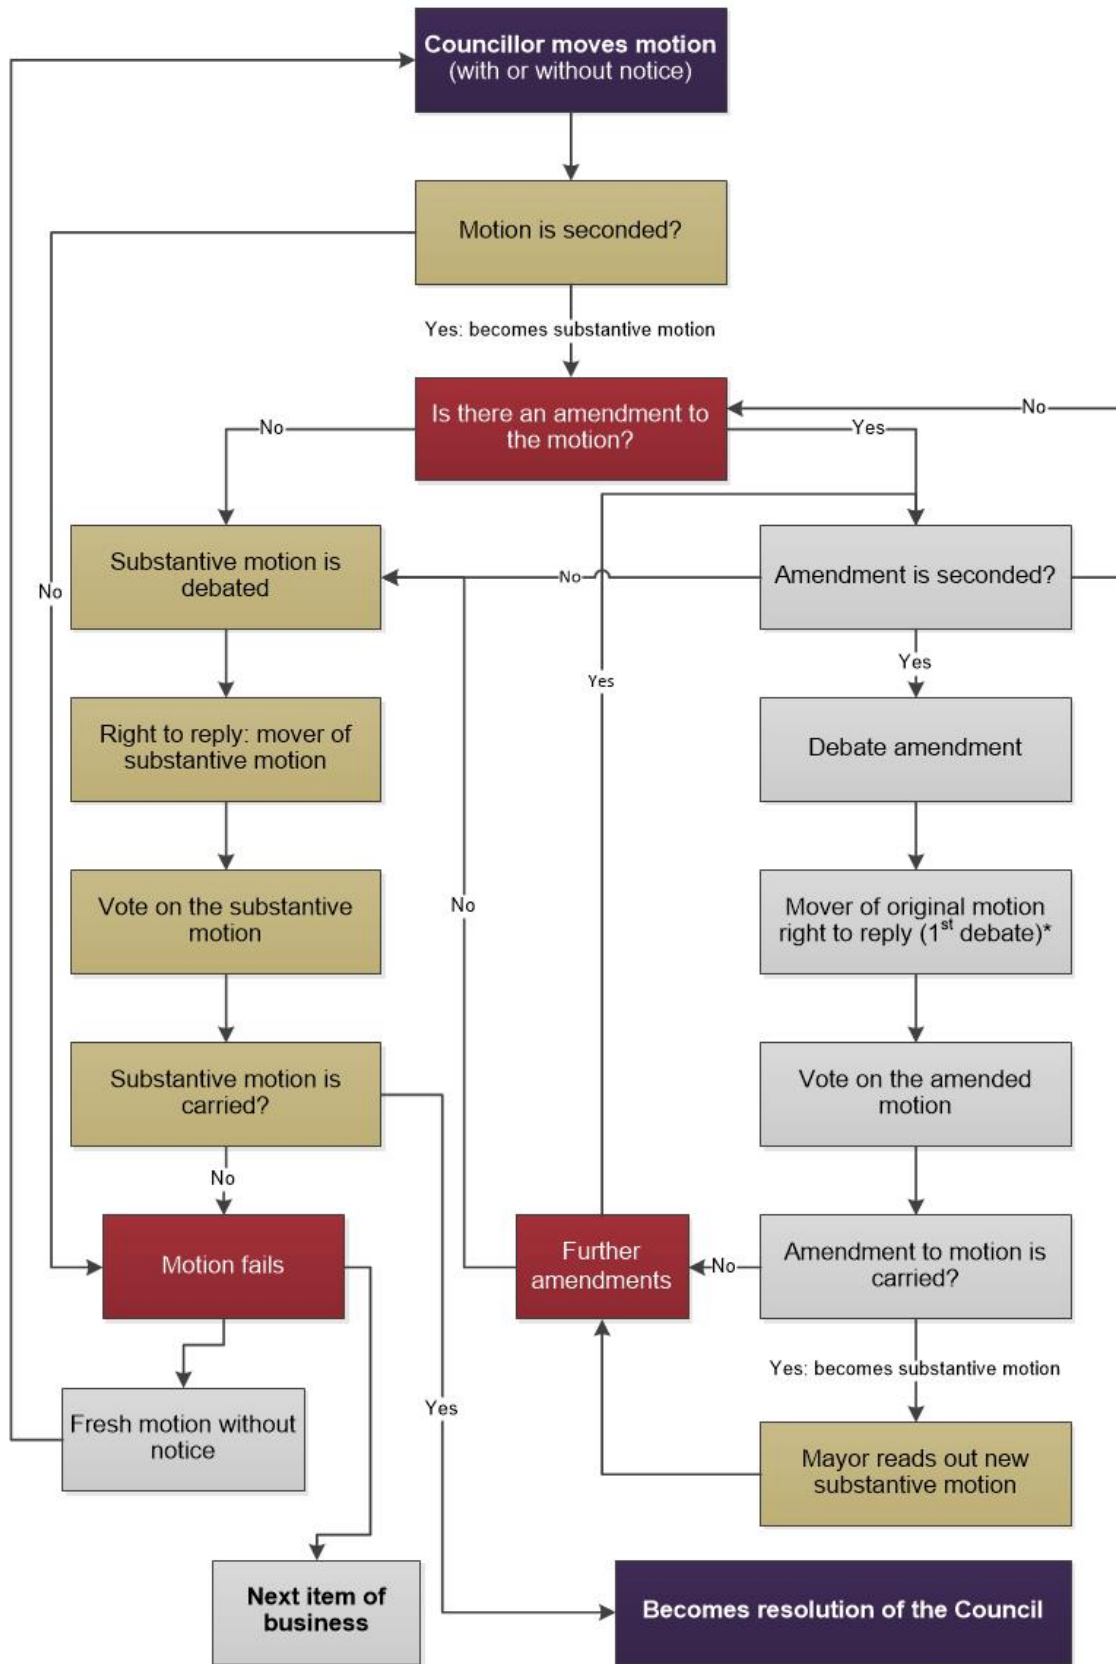 Councillor moves motion
(with or without notice)
Motion is seconded?
Yes: becomes substantive motion
Is there an amendment to
the motion?
No
No
Yes
Substantive motion is
debated
No
No
Amendment is seconded?
Yes
Yes
Right to reply: mover of
substantive motion
Debate amendment
Vote on the substantive
motion
No
Mover of original motion
right to reply (1st debate)*
Substantive motion is
carried?
Vote on the amended
motion
No
Motion fails
Further
amendments
No
Amendment to motion is
carried?
Yes: becomes substantive motion
Fresh motion without
notice
Yes
Mayor reads out new
substantive motion
Next item of
business
Becomes resolution of the Council